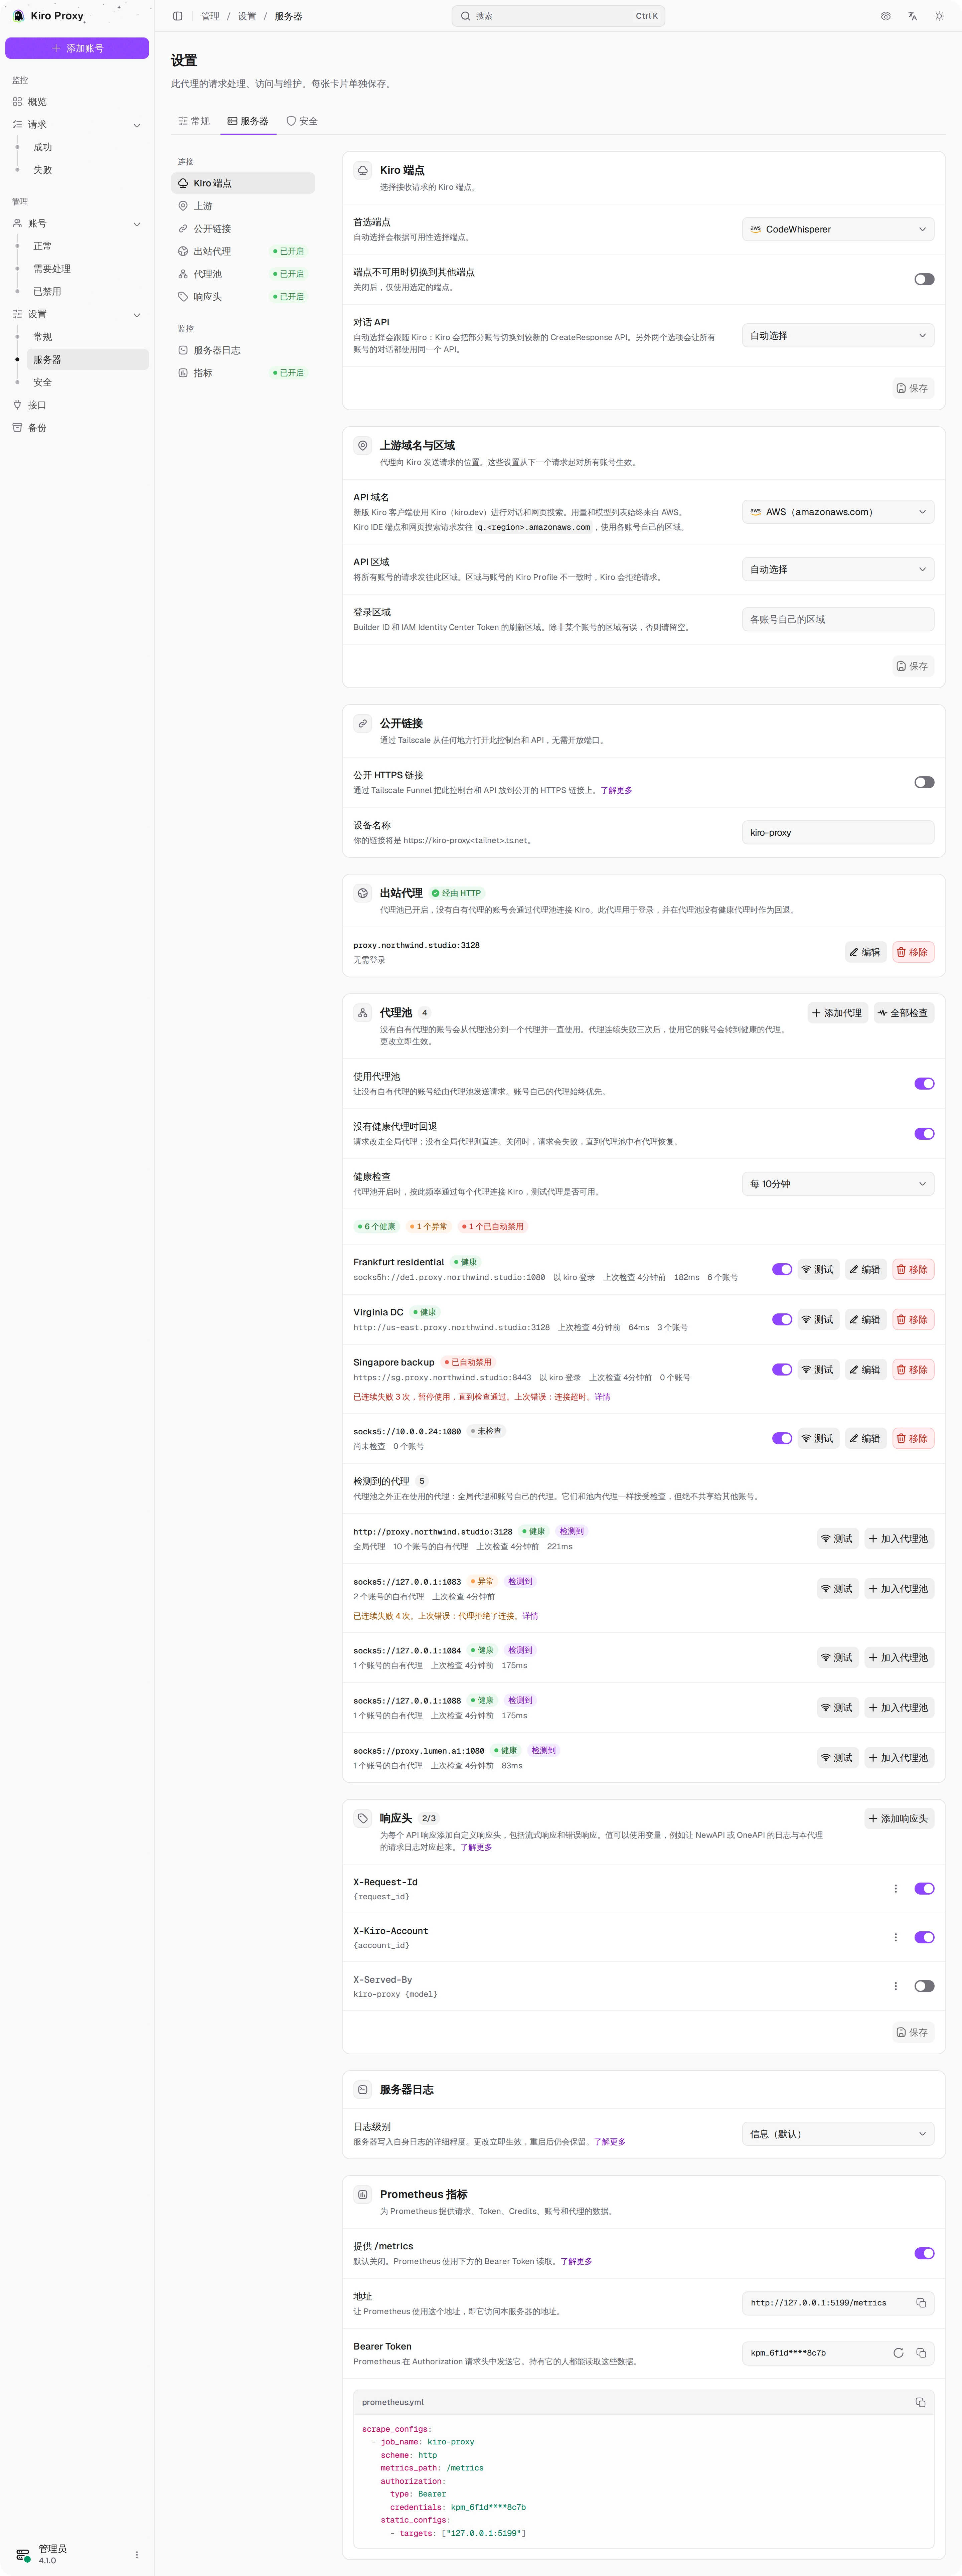 Kiro Proxy
添加账号
监控
概览
请求
成功
失败
管理
账号
正常
需要处理
已禁用
设置
常规
服务器
安全
接口
备份
管理员
4.1.0
管理 / 设置 / 服务器
搜索
Ctrl K
设置
此代理的请求处理、访问与维护。每张卡片单独保存。
常规
服务器
安全
连接
Kiro 端点
上游
公开链接
出站代理 已开启
代理池 已开启
响应头 已开启
监控
服务器日志
指标 已开启
Kiro 端点
选择接收请求的 Kiro 端点。
首选端点
自动选择会根据可用性选择端点。
aws CodeWhisperer
端点不可用时切换到其他端点
关闭后，仅使用选定的端点。
对话 API
自动选择会跟随 Kiro：Kiro 会把部分账号切换到较新的 CreateResponse API。另外两个选项会让所有
账号的对话都使用同一个 API。
自动选择
保存
上游域名与区域
代理向 Kiro 发送请求的位置。这些设置从下一个请求起对所有账号生效。
API 域名
新版 Kiro 客户端使用 Kiro（kiro.dev）进行对话和网页搜索。用量和模型列表始终来自 AWS。
Kiro IDE 端点和网页搜索请求发往 q.<region>.amazonaws.com，使用各账号自己的区域。
aws AWS（amazonaws.com）
API 区域
将所有账号的请求发往此区域。区域与账号的 Kiro Profile 不一致时，Kiro 会拒绝请求。
自动选择
登录区域
Builder ID 和 IAM Identity Center Token 的刷新区域。除非某个账号的区域有误，否则请留空。
各账号自己的区域
保存
公开链接
通过 Tailscale 从任何地方打开此控制台和 API，无需开放端口。
公开 HTTPS 链接
通过 Tailscale Funnel 把此控制台和 API 放到公开的 HTTPS 链接上。了解更多
设备名称
你的链接将是 https://kiro-proxy.<tailnet>.ts.net。
kiro-proxy
出站代理 经由 HTTP
代理池已开启，没有自有代理的账号会通过代理池连接 Kiro。此代理用于登录，并在代理池没有健康代理时作为回退。
proxy.northwind.studio:3128
无需登录
编辑
移除
代理池 4
没有自有代理的账号会从代理池分到一个代理并一直使用。代理连续失败三次后，使用它的账号会转到健康的代理。
更改立即生效。
添加代理
全部检查
使用代理池
让没有自有代理的账号经由代理池发送请求。账号自己的代理始终优先。
没有健康代理时回退
请求改走全局代理；没有全局代理则直连。关闭时，请求会失败，直到代理池中有代理恢复。
健康检查
代理池开启时，按此频率通过每个代理连接 Kiro，测试代理是否可用。
每 10分钟
6 个健康 1 个异常 1 个已自动禁用
Frankfurt residential 健康
socks5h://de1.proxy.northwind.studio:1080 以 kiro 登录 上次检查 4分钟前 182ms 6 个账号
测试 编辑 移除
Virginia DC 健康
http://us-east.proxy.northwind.studio:3128 上次检查 4分钟前 64ms 3 个账号
测试 编辑 移除
Singapore backup 已自动禁用
https://sg.proxy.northwind.studio:8443 以 kiro 登录 上次检查 4分钟前 0 个账号
已连续失败 3 次，暂停使用，直到检查通过。上次错误：连接超时。详情
测试 编辑 移除
socks5://10.0.0.24:1080 未检查
尚未检查 0 个账号
测试 编辑 移除
检测到的代理 5
代理池之外正在使用的代理：全局代理和账号自己的代理。它们和池内代理一样接受检查，但绝不共享给其他账号。
http://proxy.northwind.studio:3128 健康 检测到
全局代理 10 个账号的自有代理 上次检查 4分钟前 221ms
测试 加入代理池
socks5://127.0.0.1:1083 异常 检测到
2 个账号的自有代理 上次检查 4分钟前
已连续失败 4 次。上次错误：代理拒绝了连接。详情
测试 加入代理池
socks5://127.0.0.1:1084 健康 检测到
1 个账号的自有代理 上次检查 4分钟前 175ms
测试 加入代理池
socks5://127.0.0.1:1088 健康 检测到
1 个账号的自有代理 上次检查 4分钟前 175ms
测试 加入代理池
socks5://proxy.lumen.ai:1080 健康 检测到
1 个账号的自有代理 上次检查 4分钟前 83ms
测试 加入代理池
响应头 2/3
为每个 API 响应添加自定义响应头，包括流式响应和错误响应。值可以使用变量，例如让 NewAPI 或 OneAPI 的日志与本代理
的请求日志对应起来。了解更多
添加响应头
X-Request-Id
{request_id}
X-Kiro-Account
{account_id}
X-Served-By
kiro-proxy {model}
保存
服务器日志
日志级别
服务器写入自身日志的详细程度。更改立即生效，重启后仍会保留。了解更多
信息（默认）
Prometheus 指标
为 Prometheus 提供请求、Token、Credits、账号和代理的数据。
提供 /metrics
默认关闭。Prometheus 使用下方的 Bearer Token 读取。了解更多
地址
让 Prometheus 使用这个地址，即它访问本服务器的地址。
http://127.0.0.1:5199/metrics
Bearer Token
Prometheus 在 Authorization 请求头中发送它。持有它的人都能读取这些数据。
kpm_6f1d****8c7b
prometheus.yml
scrape_configs:
- job_name: kiro-proxy
scheme: http
metrics_path: /metrics
authorization:
type: Bearer
credentials: kpm_6f1d****8c7b
static_configs:
- targets: ["127.0.0.1:5199"]